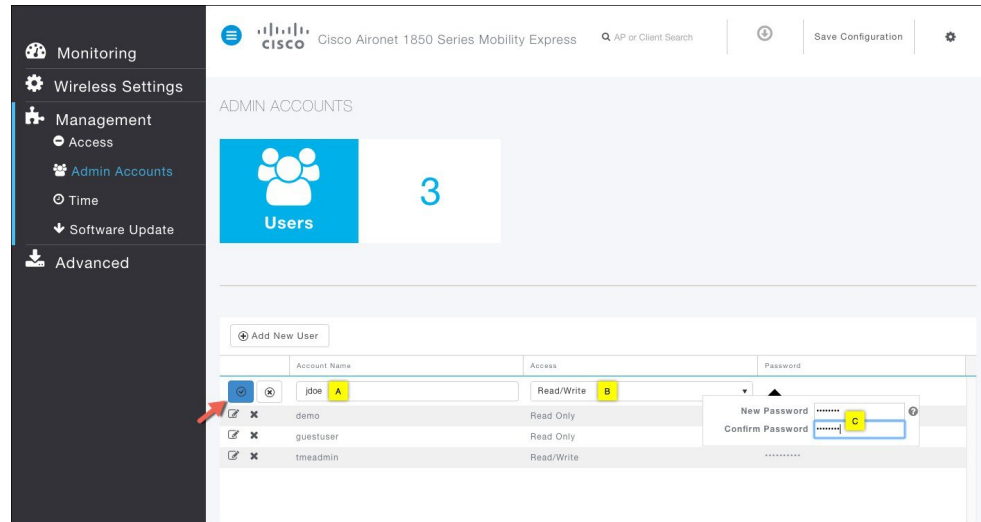 Monitoring
Wireless Settings
Management
Access
Admin Accounts
Time
Software Update
Advanced
CISCO Cisco Aironet 1850 Series Mobility Express AP or Client Search Save Configuration
ADMIN ACCOUNTS
Users
3
Add New User
Account Name Access Password
jdoe A Read/Write B
New Password ········
Confirm Password ········ C
demo Read Only
guestuser Read Only
tmeadmin Read/Write ··········